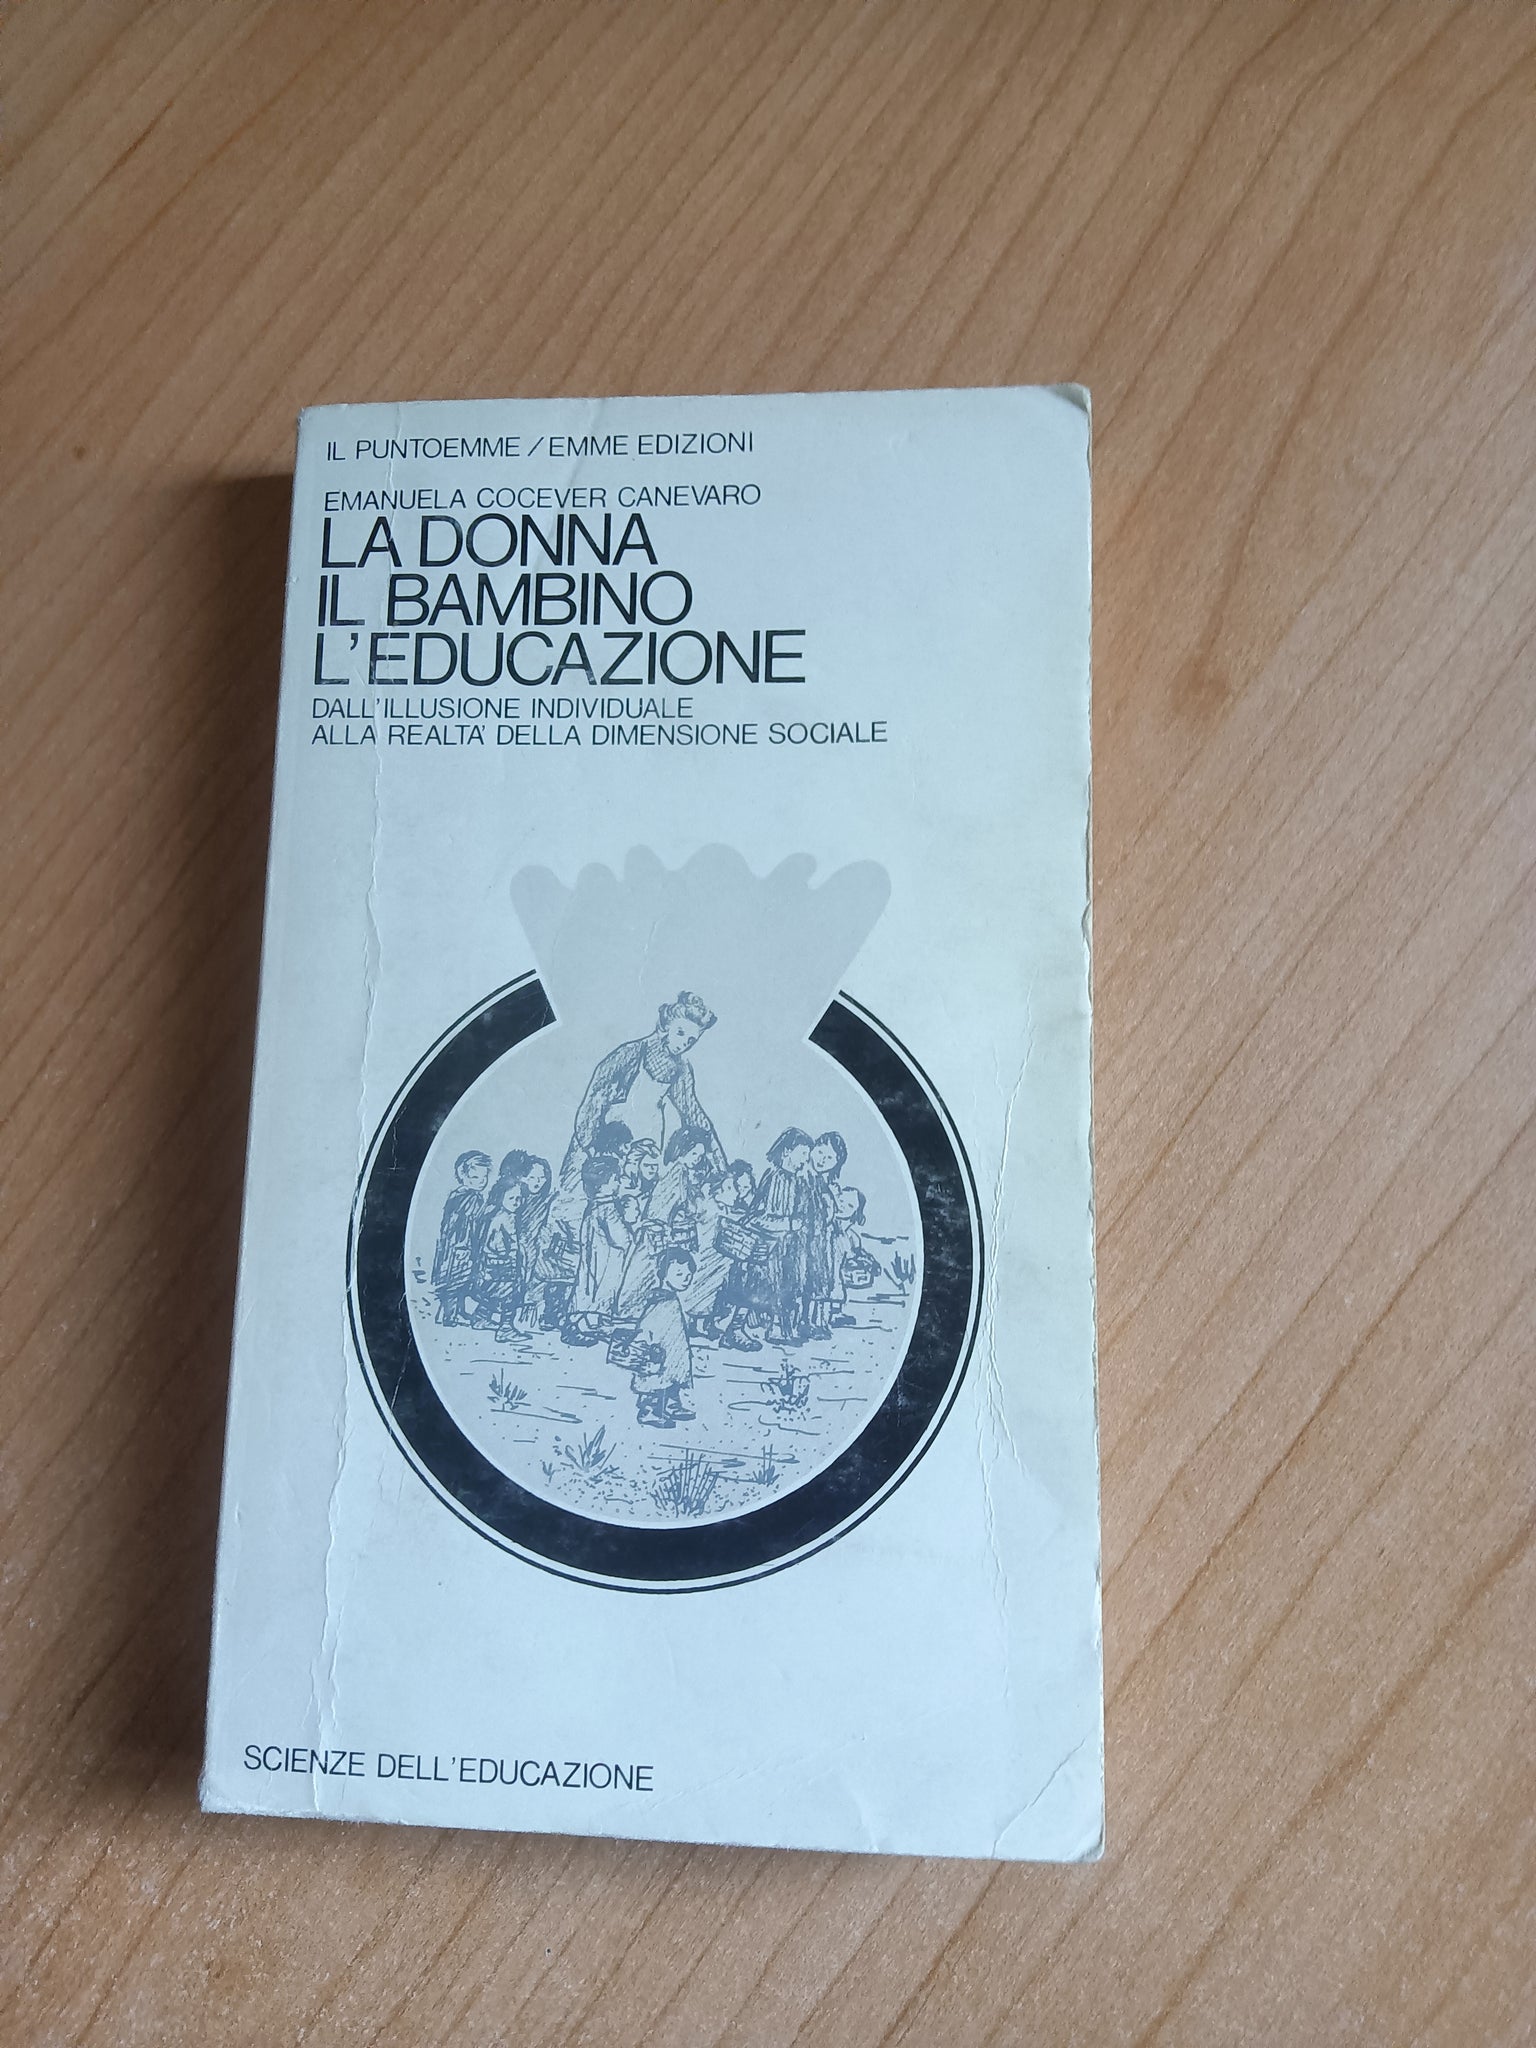 IL PUNTOEMME / EMME EDIZIONI
EMANUELA COCEVER CANEVARO
LA DONNA
IL BAMBINO
L'EDUCAZIONE
DALL'ILLUSIONE INDIVIDUALE
ALLA REALTA' DELLA DIMENSIONE SOCIALE
SCIENZE DELL'EDUCAZIONE